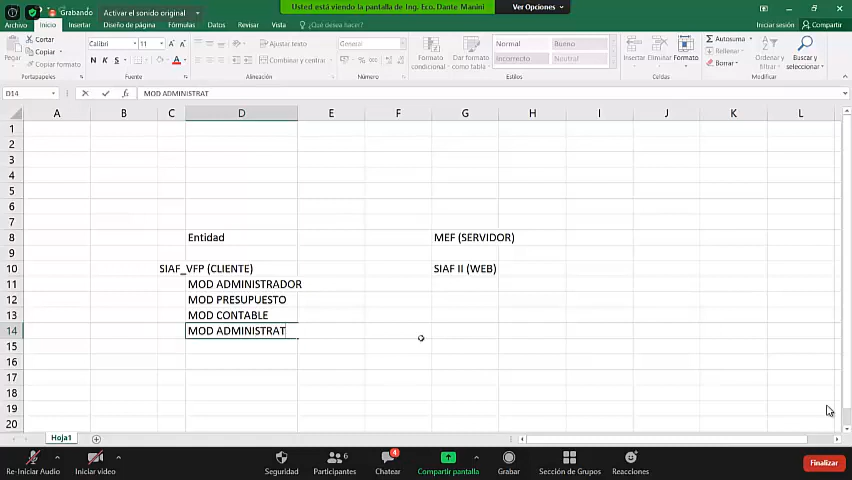 Grabando
Activar el sonido original
Usted está viendo la pantalla de Ing. Eco. Dante Manini
Ver Opciones
Archivo Inicio Insertar Diseño de página Fórmulas Datos Revisar Vista ¿Qué desea hacer? Iniciar sesión Compartir
Cortar
Copiar
Copiar formato
Pegar
Portapapeles
Calibri 11
N K S
Fuente
Ajustar texto
Combinar y centrar
Alineación
General
Número
Formato condicional
Dar formato como tabla
Normal Bueno
Incorrecto Neutral
Estilos
Insertar Eliminar Formato
Celdas
Autosuma
Rellenar
Borrar
Ordenar y
Buscar y seleccionar
Modificar
D14 MOD ADMINISTRAT
A B C D E F G H I J K L
1
2
3
4
5
6
7
8 Entidad MEF (SERVIDOR)
9
10 SIAF_VFP (CLIENTE) SIAF II (WEB)
11 MOD ADMINISTRADOR
12 MOD PRESUPUESTO
13 MOD CONTABLE
14 MOD ADMINISTRAT
15
16
17
18
19
20
Hoja1
Re-Iniciar Audio Iniciar video Seguridad Participantes 6 Chatear 4 Compartir pantalla Grabar Sección de Grupos Reacciones Finalizar